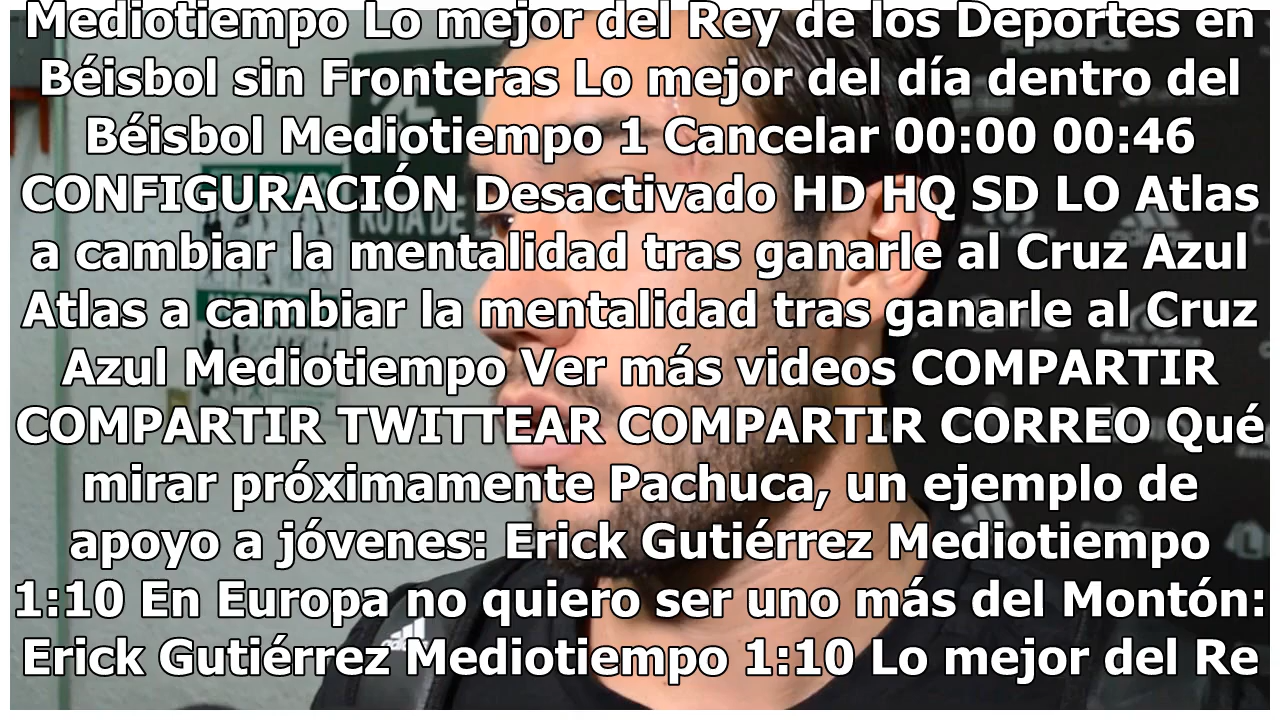 Mediotiempo Lo mejor del Rey de los Deportes en
Béisbol sin Fronteras Lo mejor del día dentro del
Béisbol Mediotiempo 1 Cancelar 00:00 00:46
CONFIGURACIÓN Desactivado HD HQ SD LO Atlas
a cambiar la mentalidad tras ganarle al Cruz Azul
Atlas a cambiar la mentalidad tras ganarle al Cruz
Azul Mediotiempo Ver más videos COMPARTIR
COMPARTIR TWITTEAR COMPARTIR CORREO Qué
mirar próximamente Pachuca, un ejemplo de
apoyo a jóvenes: Erick Gutiérrez Mediotiempo
1:10 En Europa no quiero ser uno más del Montón:
Erick Gutiérrez Mediotiempo 1:10 Lo mejor del Re
RUTA DE